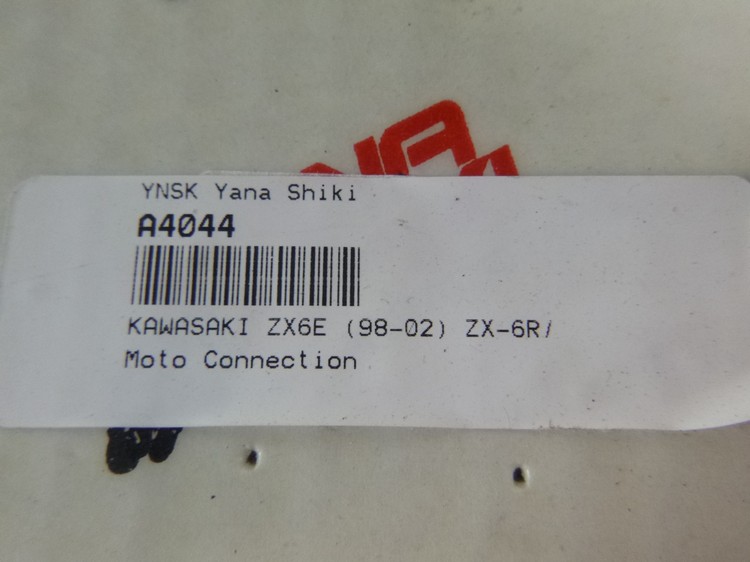 YNSK Yana Shiki
A4044
KAWASAKI ZX6E (98-02) ZX-6R/
Moto Connection